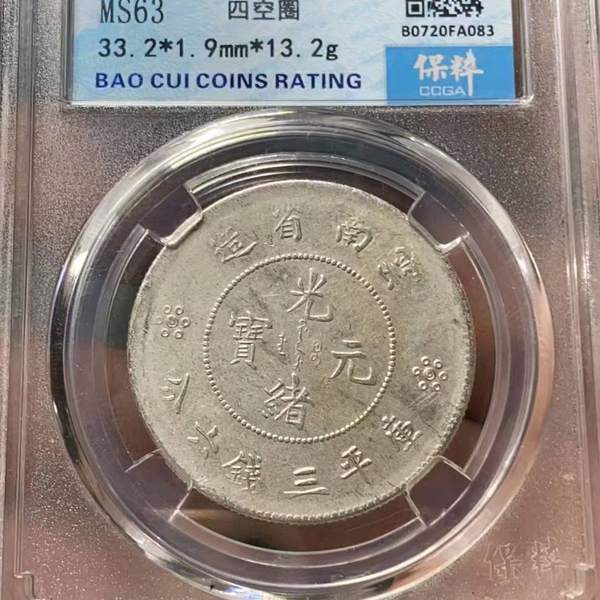 MS63
四空圈
B0720FA083
33.2*1.9mm*13.2g
BAO CUI COINS RATING
保粹
CCGA
雲南省造
光緒元寶
庫平三錢六分
保粹